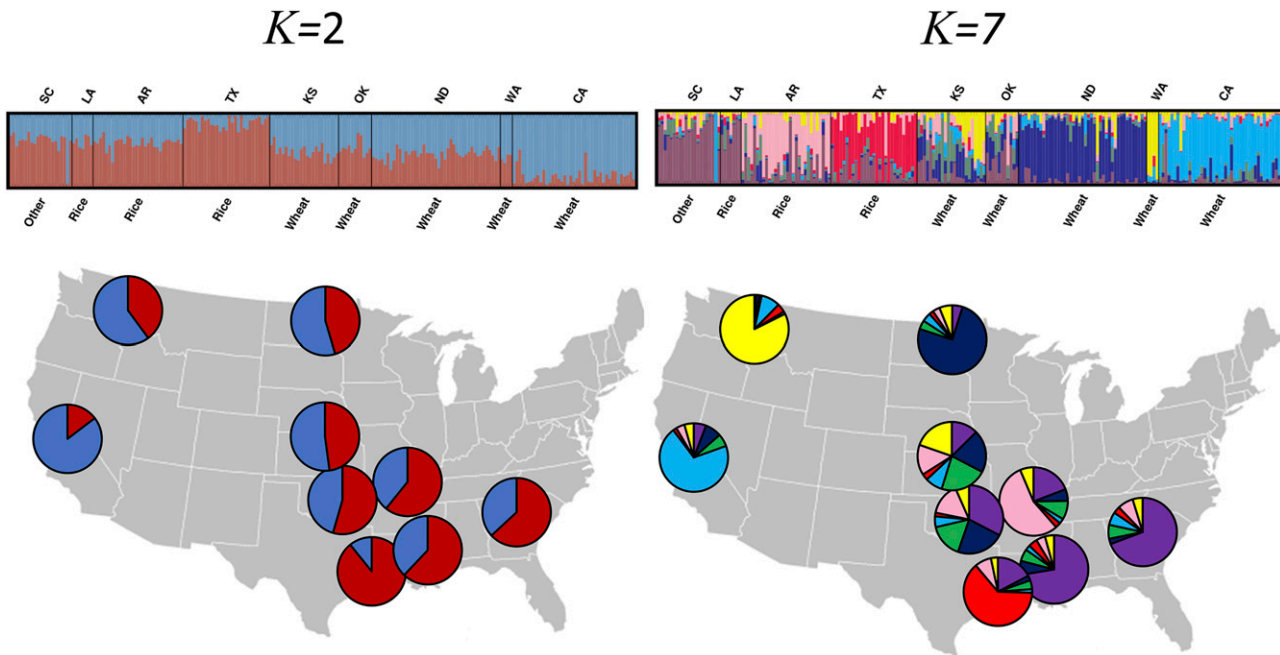 K=2
K=7
SC LA AR TX KS OK ND WA CA
Other Rice Rice Rice Wheat Wheat Wheat Wheat Wheat
SC LA AR TX KS OK ND WA CA
Other Rice Rice Rice Wheat Wheat Wheat Wheat Wheat